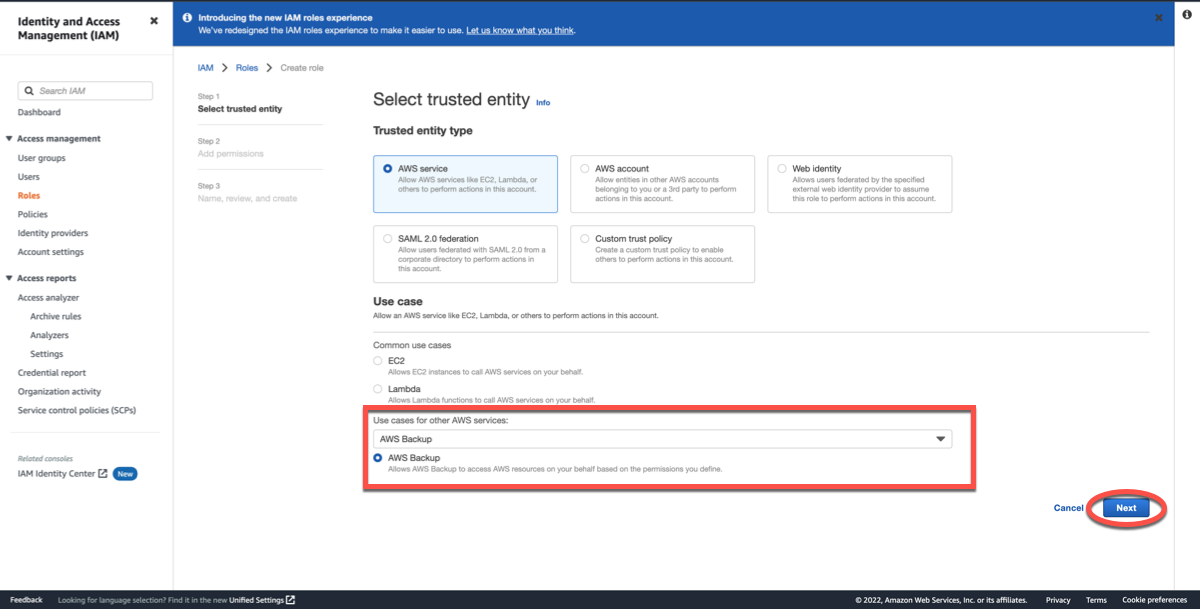 Identity and Access
Management (IAM)
Introducing the new IAM roles experience
We've redesigned the IAM roles experience to make it easier to use. Let us know what you think.
Search IAM
Dashboard
Access management
User groups
Users
Roles
Policies
Identity providers
Account settings
Access reports
Access analyzer
Archive rules
Analyzers
Settings
Credential report
Organization activity
Service control policies (SCPs)
Related consoles
IAM Identity Center New
IAM > Roles > Create role
Step 1
Select trusted entity
Step 2
Add permissions
Step 3
Name, review, and create
Select trusted entity Info
Trusted entity type
AWS service
Allow AWS services like EC2, Lambda, or
others to perform actions in this account.
AWS account
Allow entities in other AWS accounts
belonging to you or a 3rd party to perform
actions in this account.
Web identity
Allows users federated by the specified
external web identity provider to assume
this role to perform actions in this account.
SAML 2.0 federation
Allow users federated with SAML 2.0 from a
corporate directory to perform actions in
this account.
Custom trust policy
Create a custom trust policy to enable
others to perform actions in this account.
Use case
Allow an AWS service like EC2, Lambda, or others to perform actions in this account.
Common use cases
EC2
Allows EC2 instances to call AWS services on your behalf.
Lambda
Allows Lambda functions to call AWS services on your behalf.
Use cases for other AWS services:
AWS Backup
AWS Backup
Allows AWS Backup to access AWS resources on your behalf based on the permissions you define.
Cancel Next
Feedback Looking for language selection? Find it in the new Unified Settings © 2022, Amazon Web Services, Inc. or its affiliates. Privacy Terms Cookie preferences